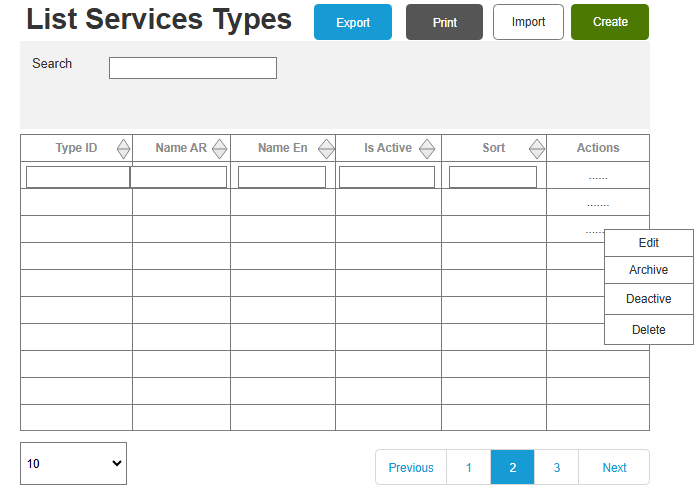 List Services Types
Export
Print
Import
Create
Search
Type ID
Name AR
Name En
Is Active
Sort
Actions
......
.......
......
Edit
Archive
Deactive
Delete
10
Previous
1
2
3
Next